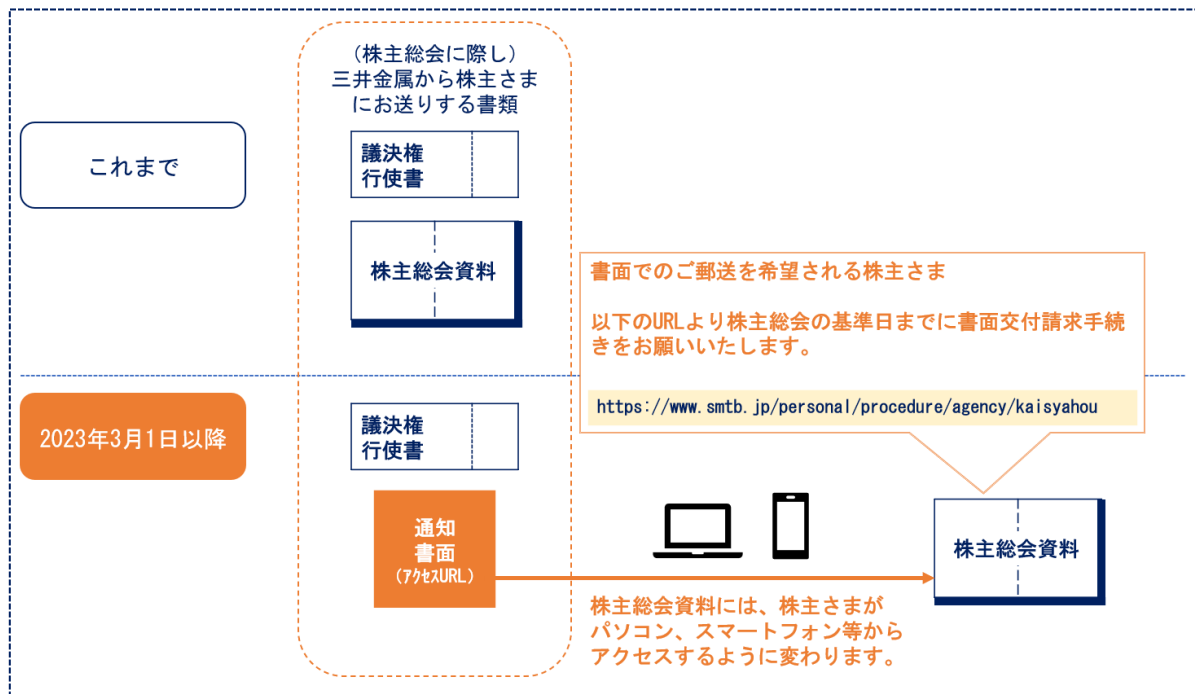 (株主総会に際し)
三井金属から株主さま
にお送りする書類
これまで
議決権
行使書
株主総会資料
書面でのご郵送を希望される株主さま
以下のURLより株主総会の基準日までに書面交付請求手続
きをお願いいたします。
https://www.smtb.jp/personal/procedure/agency/kaisyahou
2023年3月1日以降
議決権
行使書
通知
書面
(ｱｸｾｽURL)
株主総会資料
株主総会資料には、株主さまが
パソコン、スマートフォン等から
アクセスするように変わります。